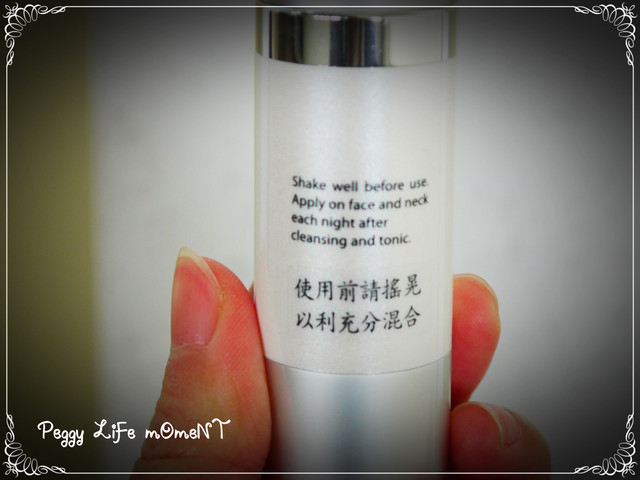 Shake well before use.
Apply on face and neck
each night after
cleansing and tonic.
使用前請搖晃
以利充分混合
Peggy LiFe mOmeNT